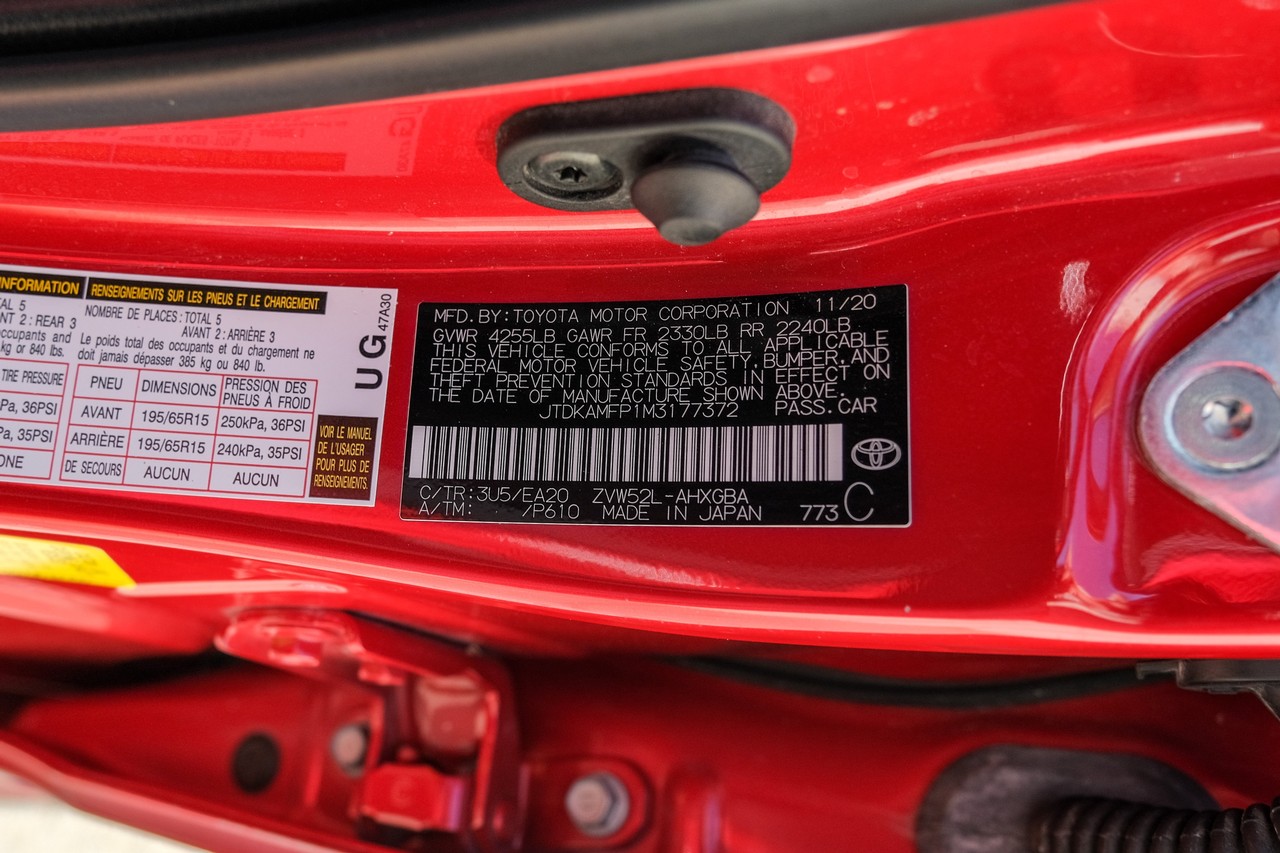 INFORMATION
TAL 5
NT 2: REAR 3
occupants and
kg or 840 lb.
TIRE PRESSURE
Pa, 36PSI
Pa, 35PSI
ONE
RENSEIGNEMENTS SUR LES PNEUS ET LE CHARGEMENT
NOMBRE DE PLACES: TOTAL 5
AVANT 2: ARRIÈRE 3
Le poids total des occupants et du chargement ne
doit jamais dépasser 385 kg ou 840 lb.
PNEU DIMENSIONS PRESSION DES PNEUS À FROID
AVANT 195/65R15 250kPa, 36PSI
ARRIÈRE 195/65R15 240kPa, 35PSI
DE SECOURS AUCUN AUCUN
VOIR LE MANUEL
DE L'USAGER
POUR PLUS DE
RENSEIGNEMENTS.
UG
47A30
MFD. BY: TOYOTA MOTOR CORPORATION 11/20
GVWR 4255LB GAWR FR 2330LB RR 2240LB
THIS VEHICLE CONFORMS TO ALL APPLICABLE
FEDERAL MOTOR VEHICLE SAFETY, BUMPER, AND
THEFT PREVENTION STANDARDS IN EFFECT ON
THE DATE OF MANUFACTURE SHOWN ABOVE.
JTDKAMFP1M3177372 PASS. CAR
C/TR: 3U5/EA20 ZVW52L-AHXGBA
A/TM: /P610 MADE IN JAPAN 773 C